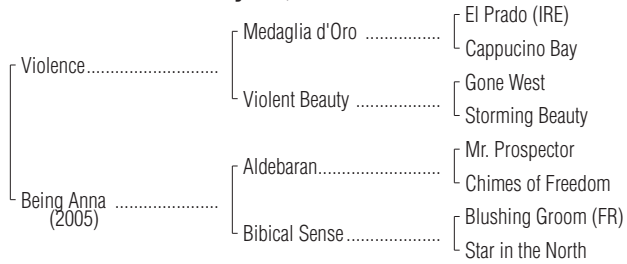 El Prado (IRE)
Medaglia d'Oro ................
Cappucino Bay
Violence............................
Gone West
Violent Beauty ..................
Storming Beauty
Mr. Prospector
Aldebaran..........................
Chimes of Freedom
Being Anna ......................
(2005)
Blushing Groom (FR)
Bibical Sense....................
Star in the North